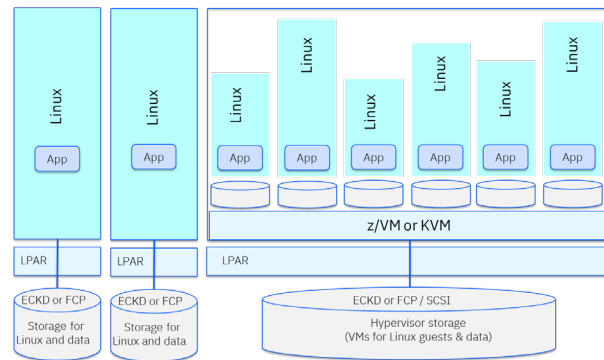 Linux
Linux
Linux
Linux
Linux
Linux
Linux
Linux
App
App
App
App
App
App
App
App
z/VM or KVM
LPAR
LPAR
LPAR
ECKD or FCP
Storage for
Linux and data
ECKD or FCP
Storage for
Linux and data
ECKD or FCP / SCSI
Hypervisor storage
(VMs for Linux guests & data)